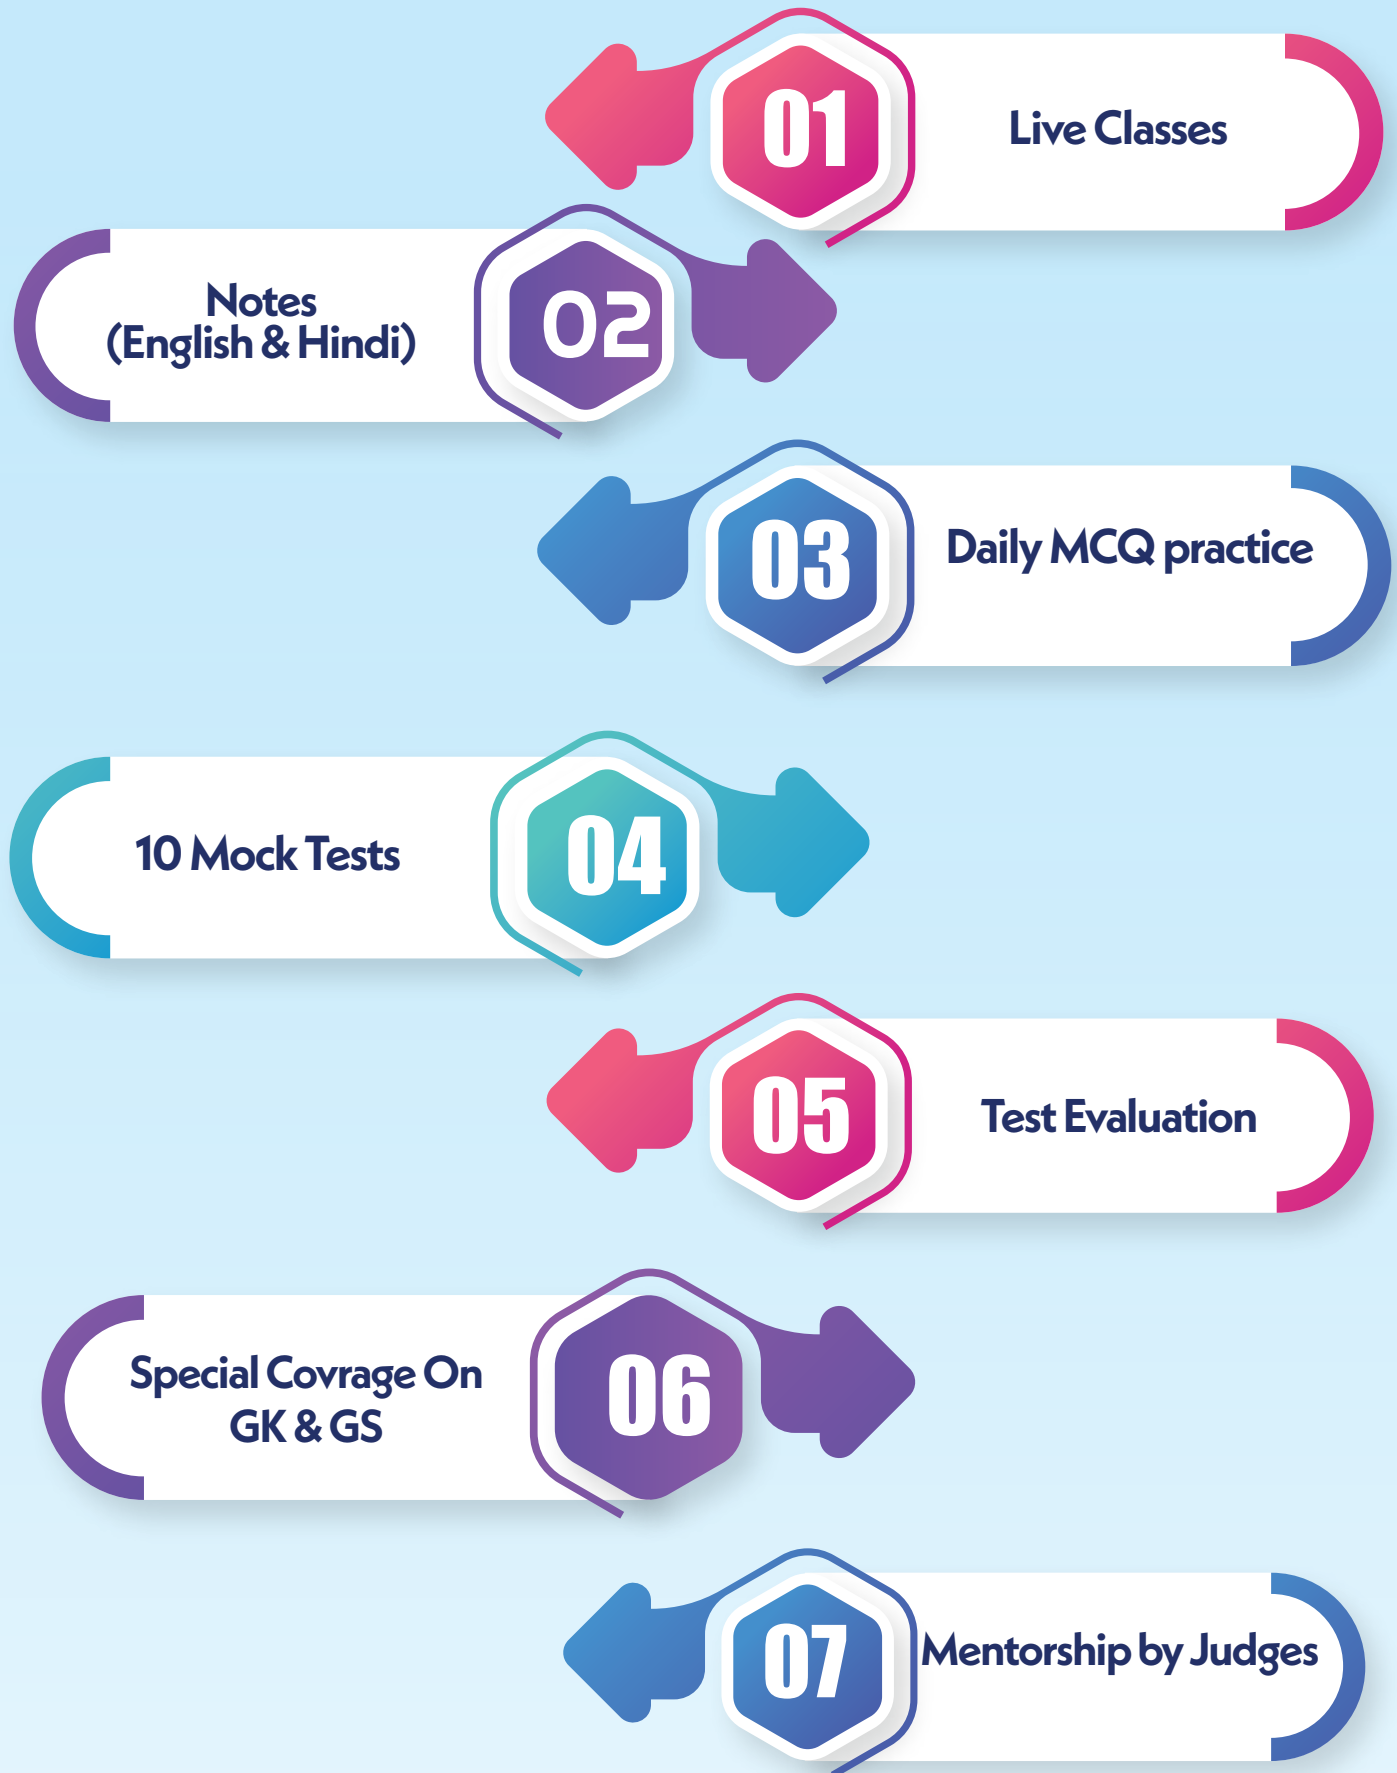 01
Live Classes
02
Notes
(English & Hindi)
03
Daily MCQ practice
04
10 Mock Tests
05
Test Evaluation
06
Special Covrage On
GK & GS
07
Mentorship by Judges